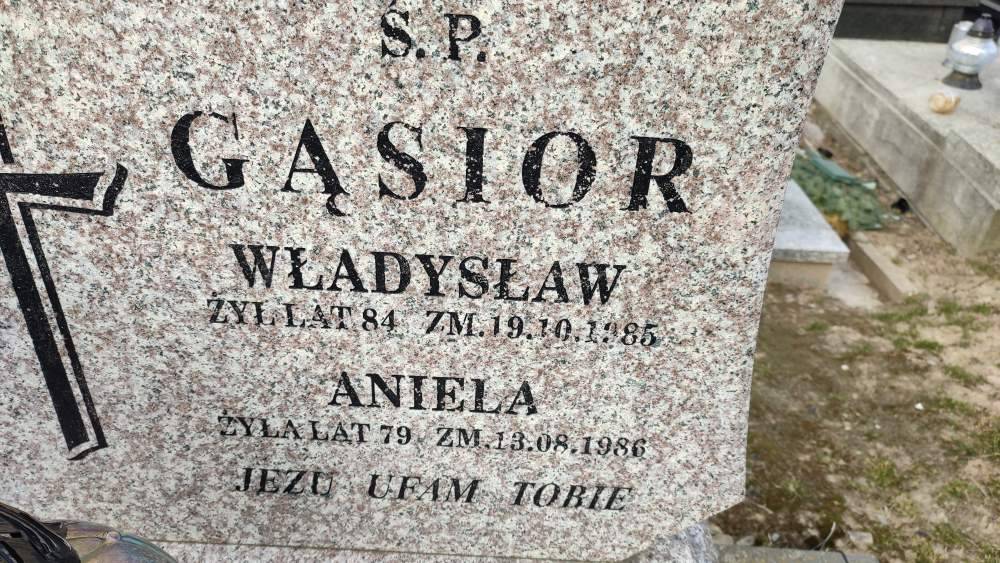 Ś.P.
GĄSIOR
WŁADYSŁAW
ŻYŁ LAT 84 ZM.19.10.1985
ANIELA
ŻYŁA LAT 79 ZM.13.08.1986
JEZU UFAM TOBIE